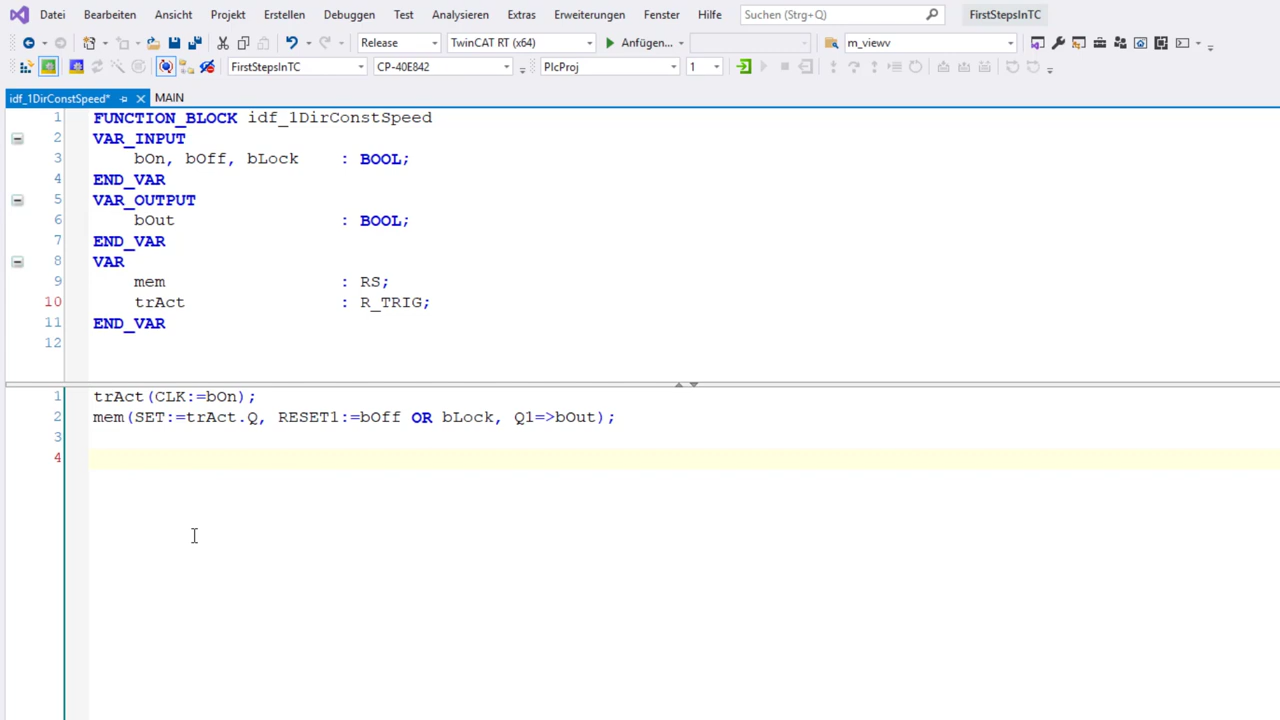 Datei Bearbeiten Ansicht Projekt Erstellen Debuggen Test Analysieren Extras Erweiterungen Fenster Hilfe Suchen (Strg+Q) FirstStepsInTC
Release TwinCAT RT (x64) Anfügen... m_viewv
FirstStepsInTC CP-40E842 PlcProj 1
idf_1DirConstSpeed* MAIN
1 FUNCTION_BLOCK idf_1DirConstSpeed
2 VAR_INPUT
3 bOn, bOff, bLock : BOOL;
4 END_VAR
5 VAR_OUTPUT
6 bOut : BOOL;
7 END_VAR
8 VAR
9 mem : RS;
10 trAct : R_TRIG;
11 END_VAR
12
1 trAct(CLK:=bOn);
2 mem(SET:=trAct.Q, RESET1:=bOff OR bLock, Q1=>bOut);
3
4